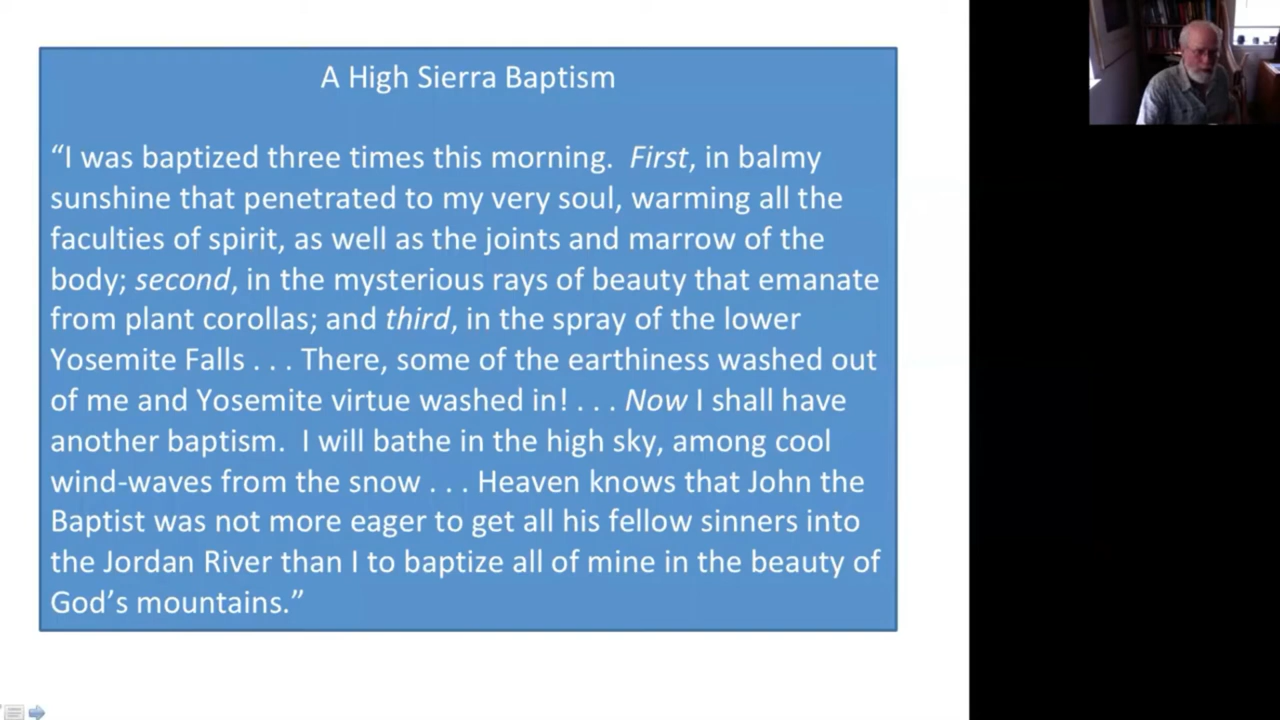 A High Sierra Baptism
“I was baptized three times this morning.  First, in balmy
sunshine that penetrated to my very soul, warming all the
faculties of spirit, as well as the joints and marrow of the
body; second, in the mysterious rays of beauty that emanate
from plant corollas; and third, in the spray of the lower
Yosemite Falls . . . There, some of the earthiness washed out
of me and Yosemite virtue washed in! . . . Now I shall have
another baptism.  I will bathe in the high sky, among cool
wind-waves from the snow . . . Heaven knows that John the
Baptist was not more eager to get all his fellow sinners into
the Jordan River than I to baptize all of mine in the beauty of
God’s mountains.”